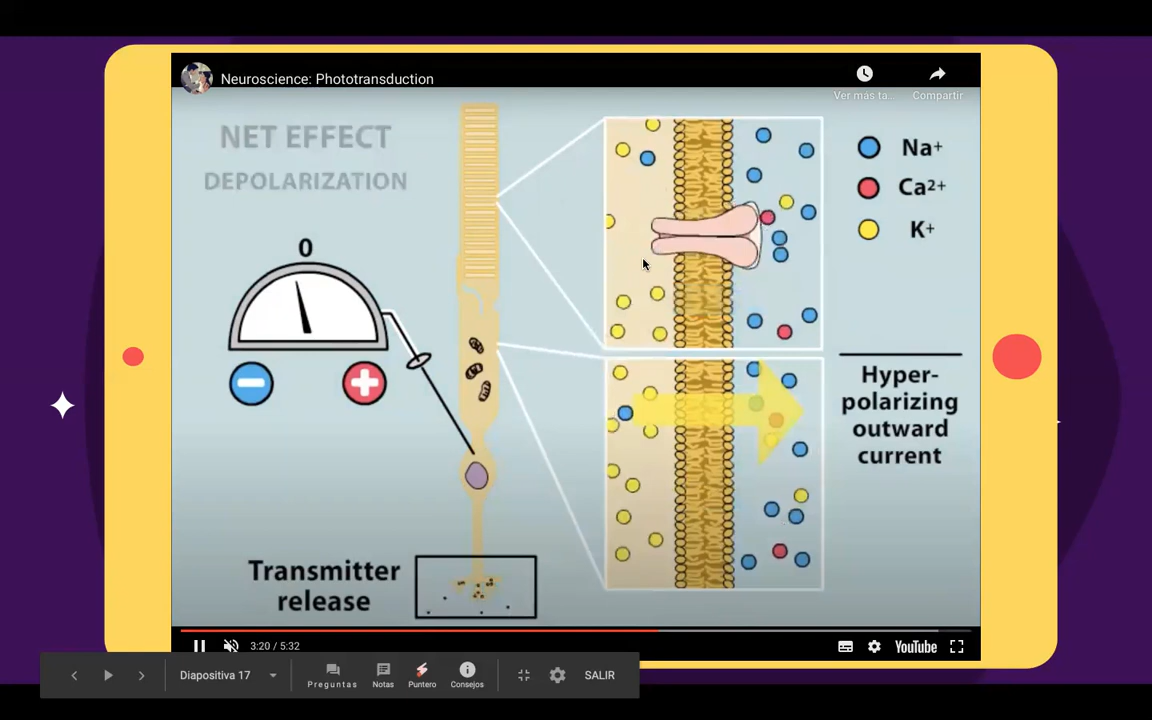 Neuroscience: Phototransduction
Ver más ta...
Compartir
NET EFFECT
DEPOLARIZATION
0
Na+
Ca2+
K+
Hyper-
polarizing
outward
current
Transmitter
release
3:20 / 5:32
YouTube
Diapositiva 17
Preguntas
Notas
Puntero
Consejos
SALIR